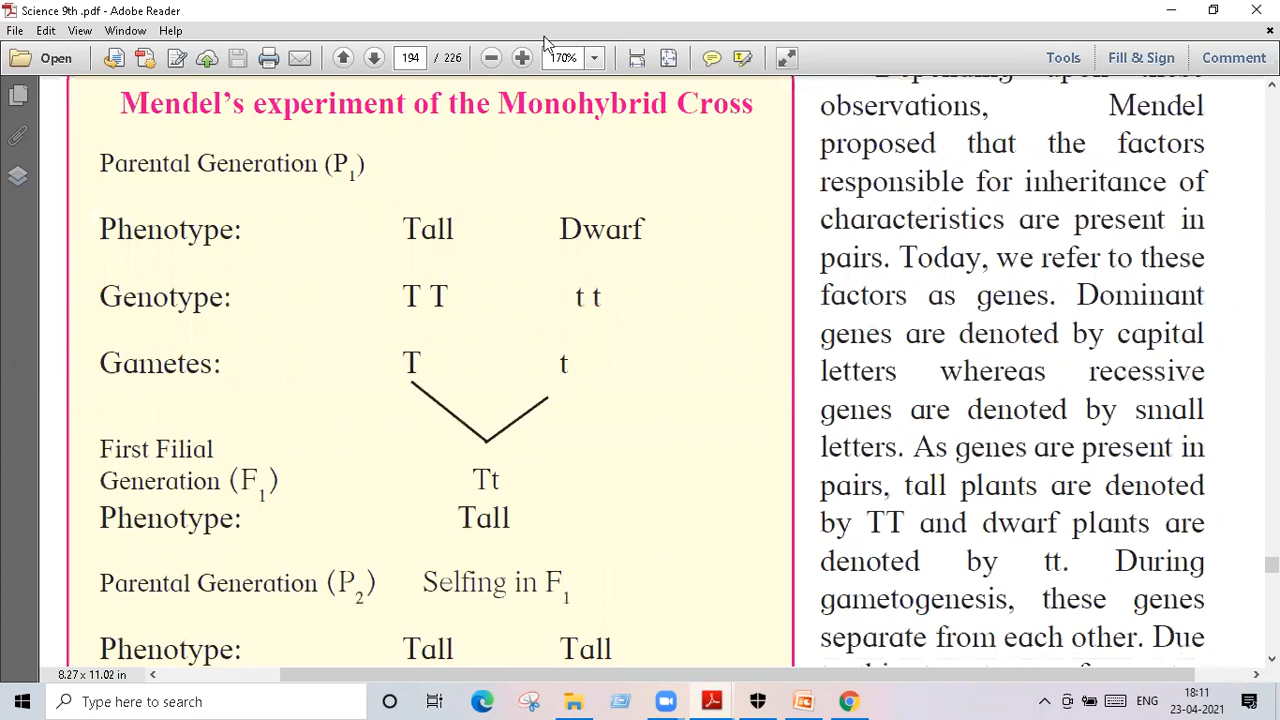 Science 9th .pdf - Adobe Reader
File Edit View Window Help
Open 194 / 226 170% Tools Fill & Sign Comment
Mendel's experiment of the Monohybrid Cross
Parental Generation (P1)
Phenotype: Tall Dwarf
Genotype: T T t t
Gametes: T t
First Filial
Generation (F1) Tt
Phenotype: Tall
Parental Generation (P2) Selfing in F1
Phenotype: Tall Tall
Depending upon these
observations, Mendel
proposed that the factors
responsible for inheritance of
characteristics are present in
pairs. Today, we refer to these
factors as genes. Dominant
genes are denoted by capital
letters whereas recessive
genes are denoted by small
letters. As genes are present in
pairs, tall plants are denoted
by TT and dwarf plants are
denoted by tt. During
gametogenesis, these genes
separate from each other. Due
8.27 x 11.02 in
Type here to search
ENG
18:11
23-04-2021